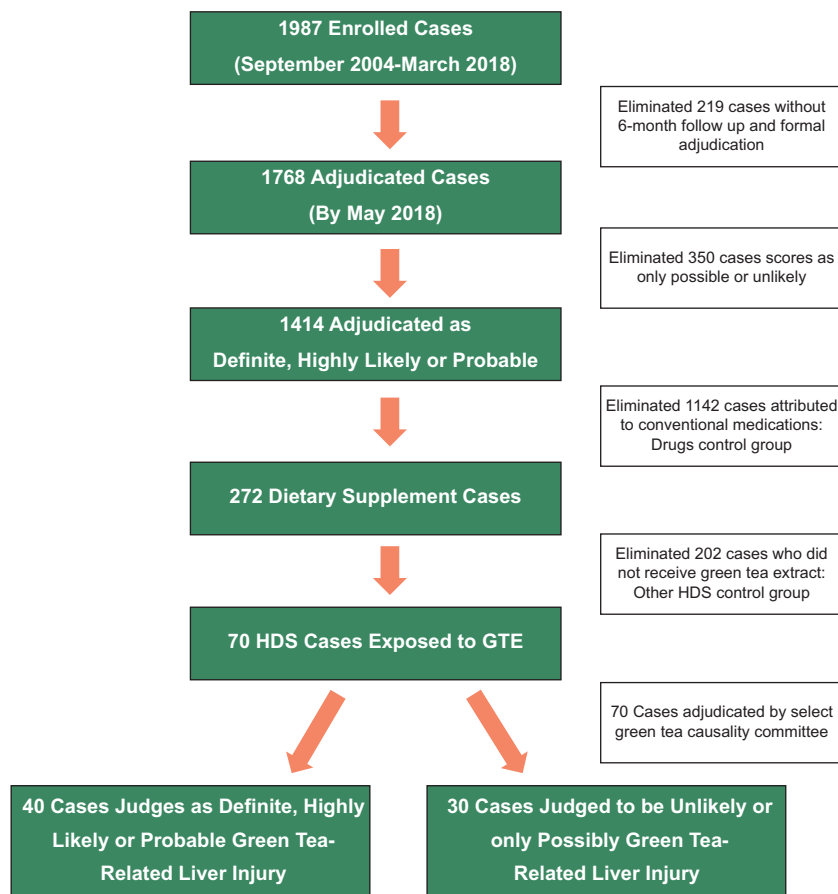 1987 Enrolled Cases
(September 2004-March 2018)
Eliminated 219 cases without
6-month follow up and formal
adjudication
1768 Adjudicated Cases
(By May 2018)
Eliminated 350 cases scores as
only possible or unlikely
1414 Adjudicated as
Definite, Highly Likely or Probable
Eliminated 1142 cases attributed
to conventional medications:
Drugs control group
272 Dietary Supplement Cases
Eliminated 202 cases who did
not receive green tea extract:
Other HDS control group
70 HDS Cases Exposed to GTE
70 Cases adjudicated by select
green tea causality committee
40 Cases Judges as Definite, Highly
Likely or Probable Green Tea-
Related Liver Injury
30 Cases Judged to be Unlikely or
only Possibly Green Tea-
Related Liver Injury